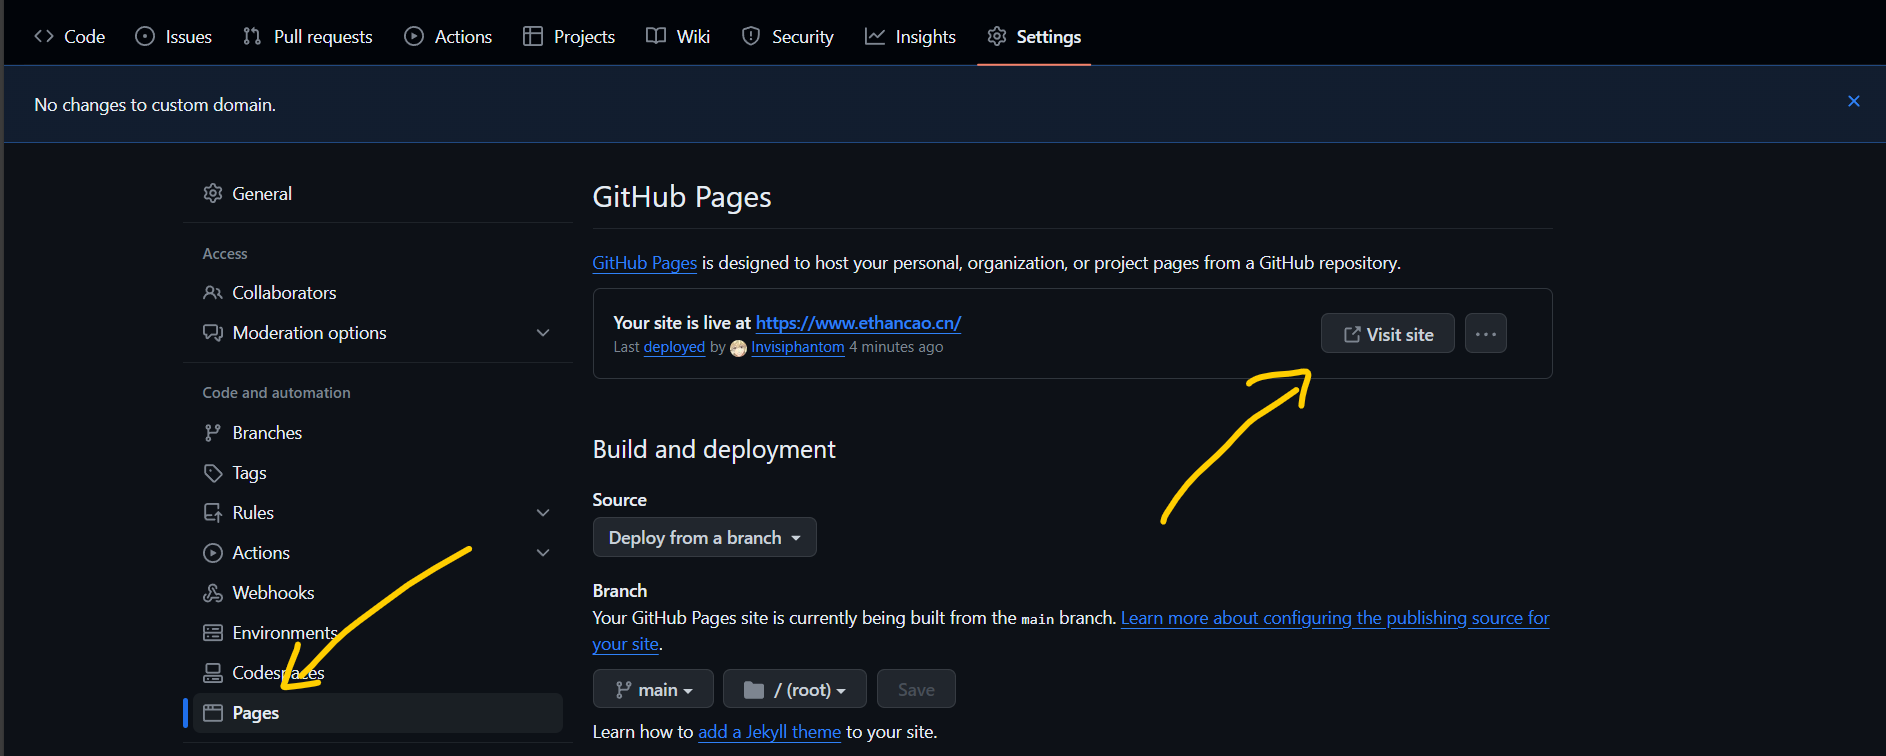 Code Issues Pull requests Actions Projects Wiki Security Insights Settings
No changes to custom domain.
General
Access
Collaborators
Moderation options
Code and automation
Branches
Tags
Rules
Actions
Webhooks
Environments
Codespaces
Pages
GitHub Pages
GitHub Pages is designed to host your personal, organization, or project pages from a GitHub repository.
Your site is live at https://www.ethancao.cn/
Last deployed by Invisiphantom 4 minutes ago
Visit site
Build and deployment
Source
Deploy from a branch
Branch
Your GitHub Pages site is currently being built from the main branch. Learn more about configuring the publishing source for
your site.
main / (root) Save
Learn how to add a Jekyll theme to your site.